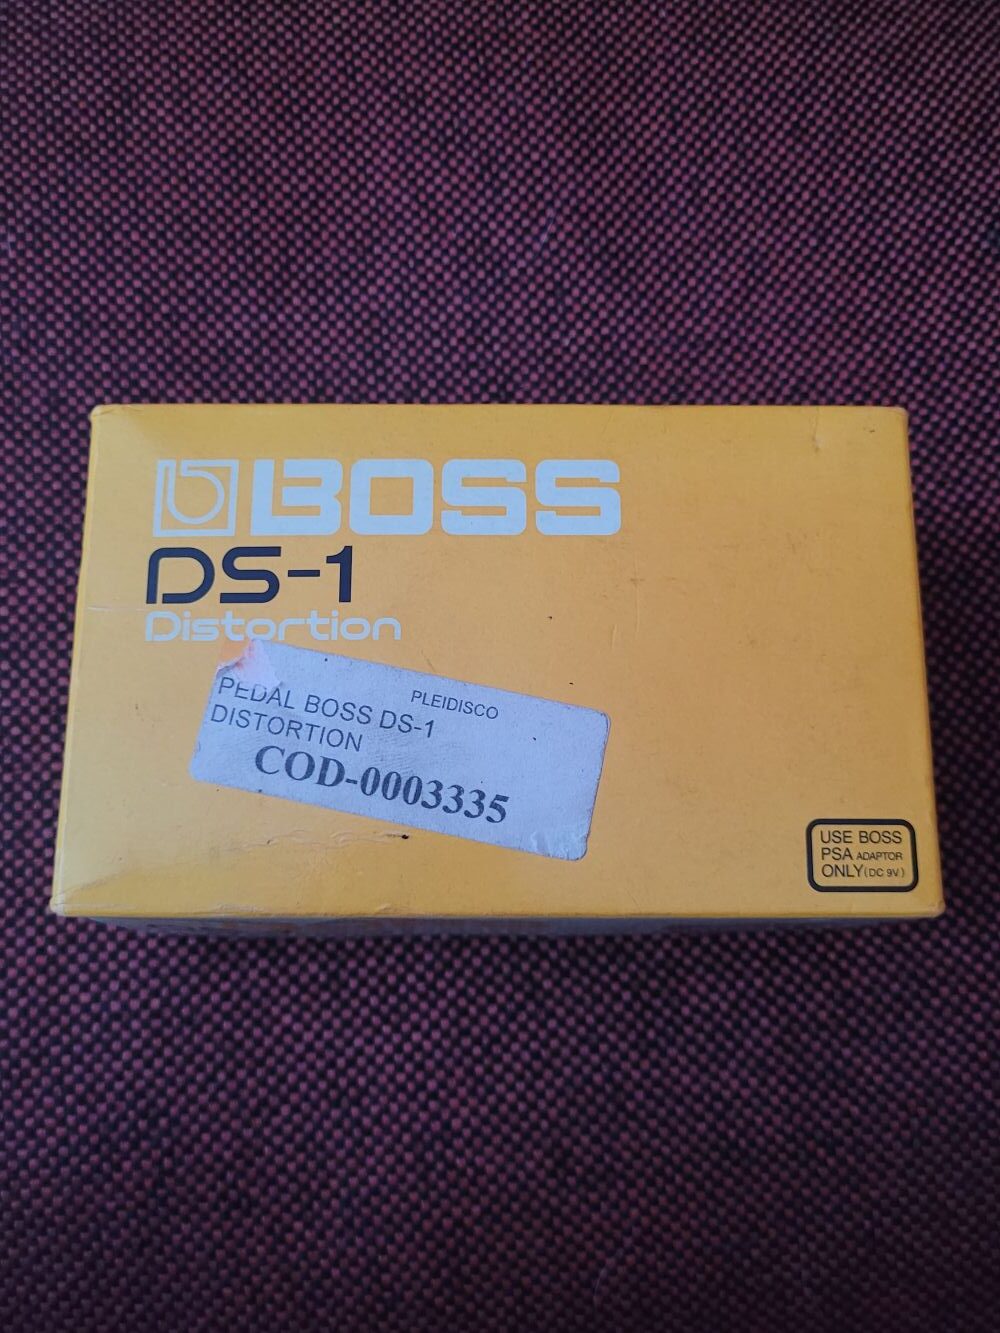 BOSS
DS-1
Distortion
PLEIDISCO
PEDAL BOSS DS-1
DISTORTION
COD-0003335
USE BOSS
PSA ADAPTOR
ONLY(DC 9V)